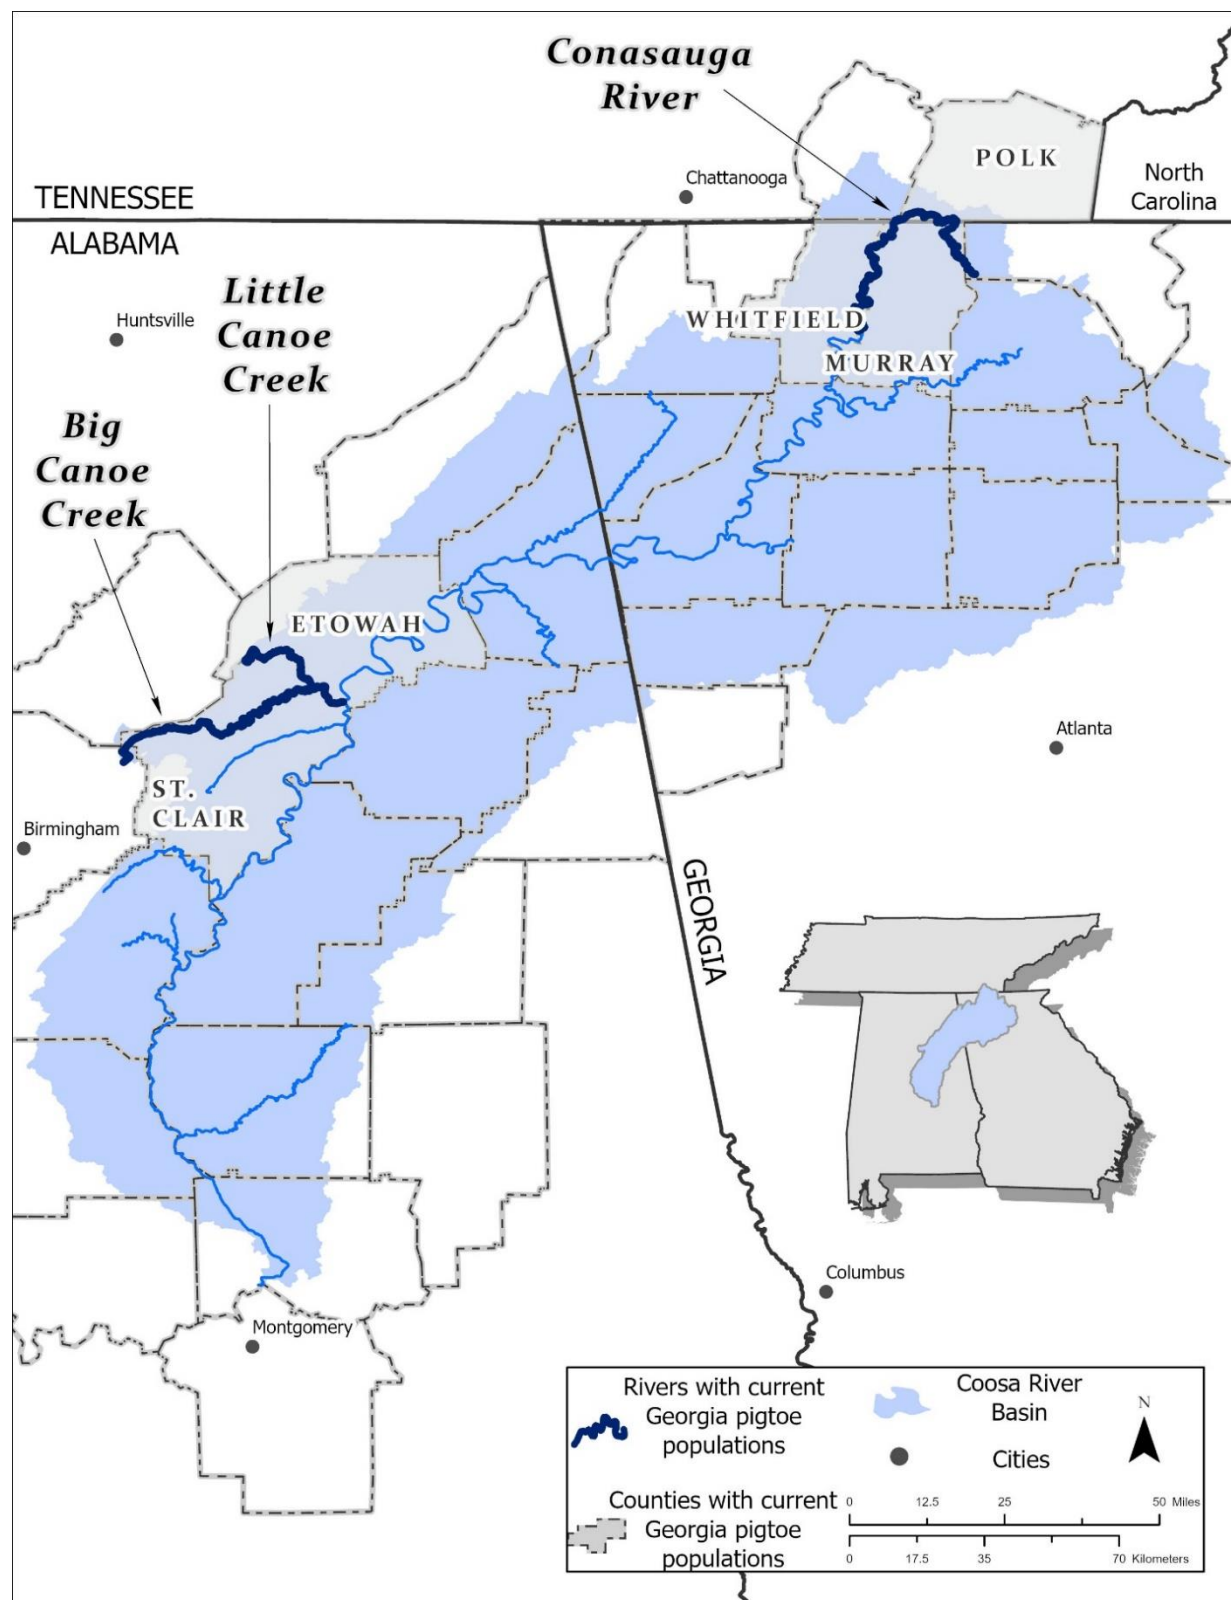 Conasauga
River
POLK
North
Carolina
Chattanooga
TENNESSEE
ALABAMA
Little
Canoe
Creek
Huntsville
WHITFIELD
MURRAY
Big
Canoe
Creek
ETOWAH
Atlanta
ST.
CLAIR
Birmingham
GEORGIA
Columbus
Montgomery
Rivers with current
Georgia pigtoe
populations
Coosa River
Basin
Cities
N
Counties with current
Georgia pigtoe
populations
0 12.5 25 50 Miles
0 17.5 35 70 Kilometers